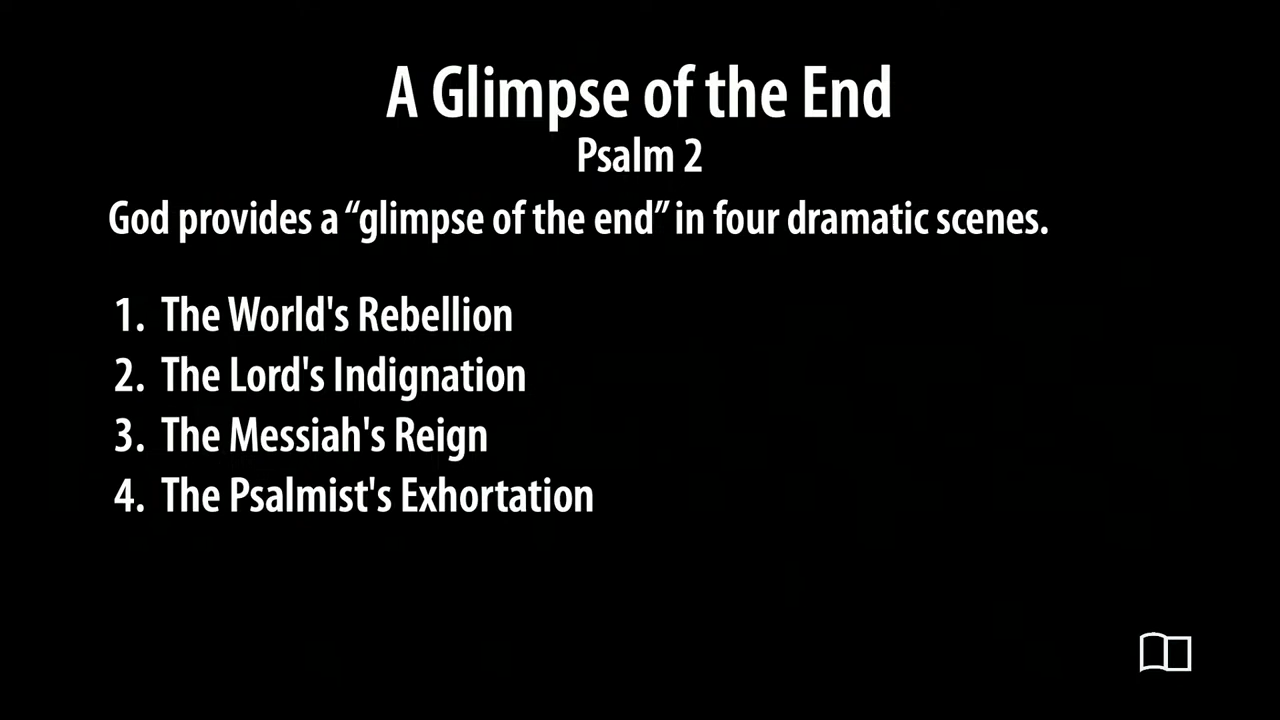 A Glimpse of the End
Psalm 2
God provides a “glimpse of the end” in four dramatic scenes.
1. The World's Rebellion
2. The Lord's Indignation
3. The Messiah's Reign
4. The Psalmist's Exhortation